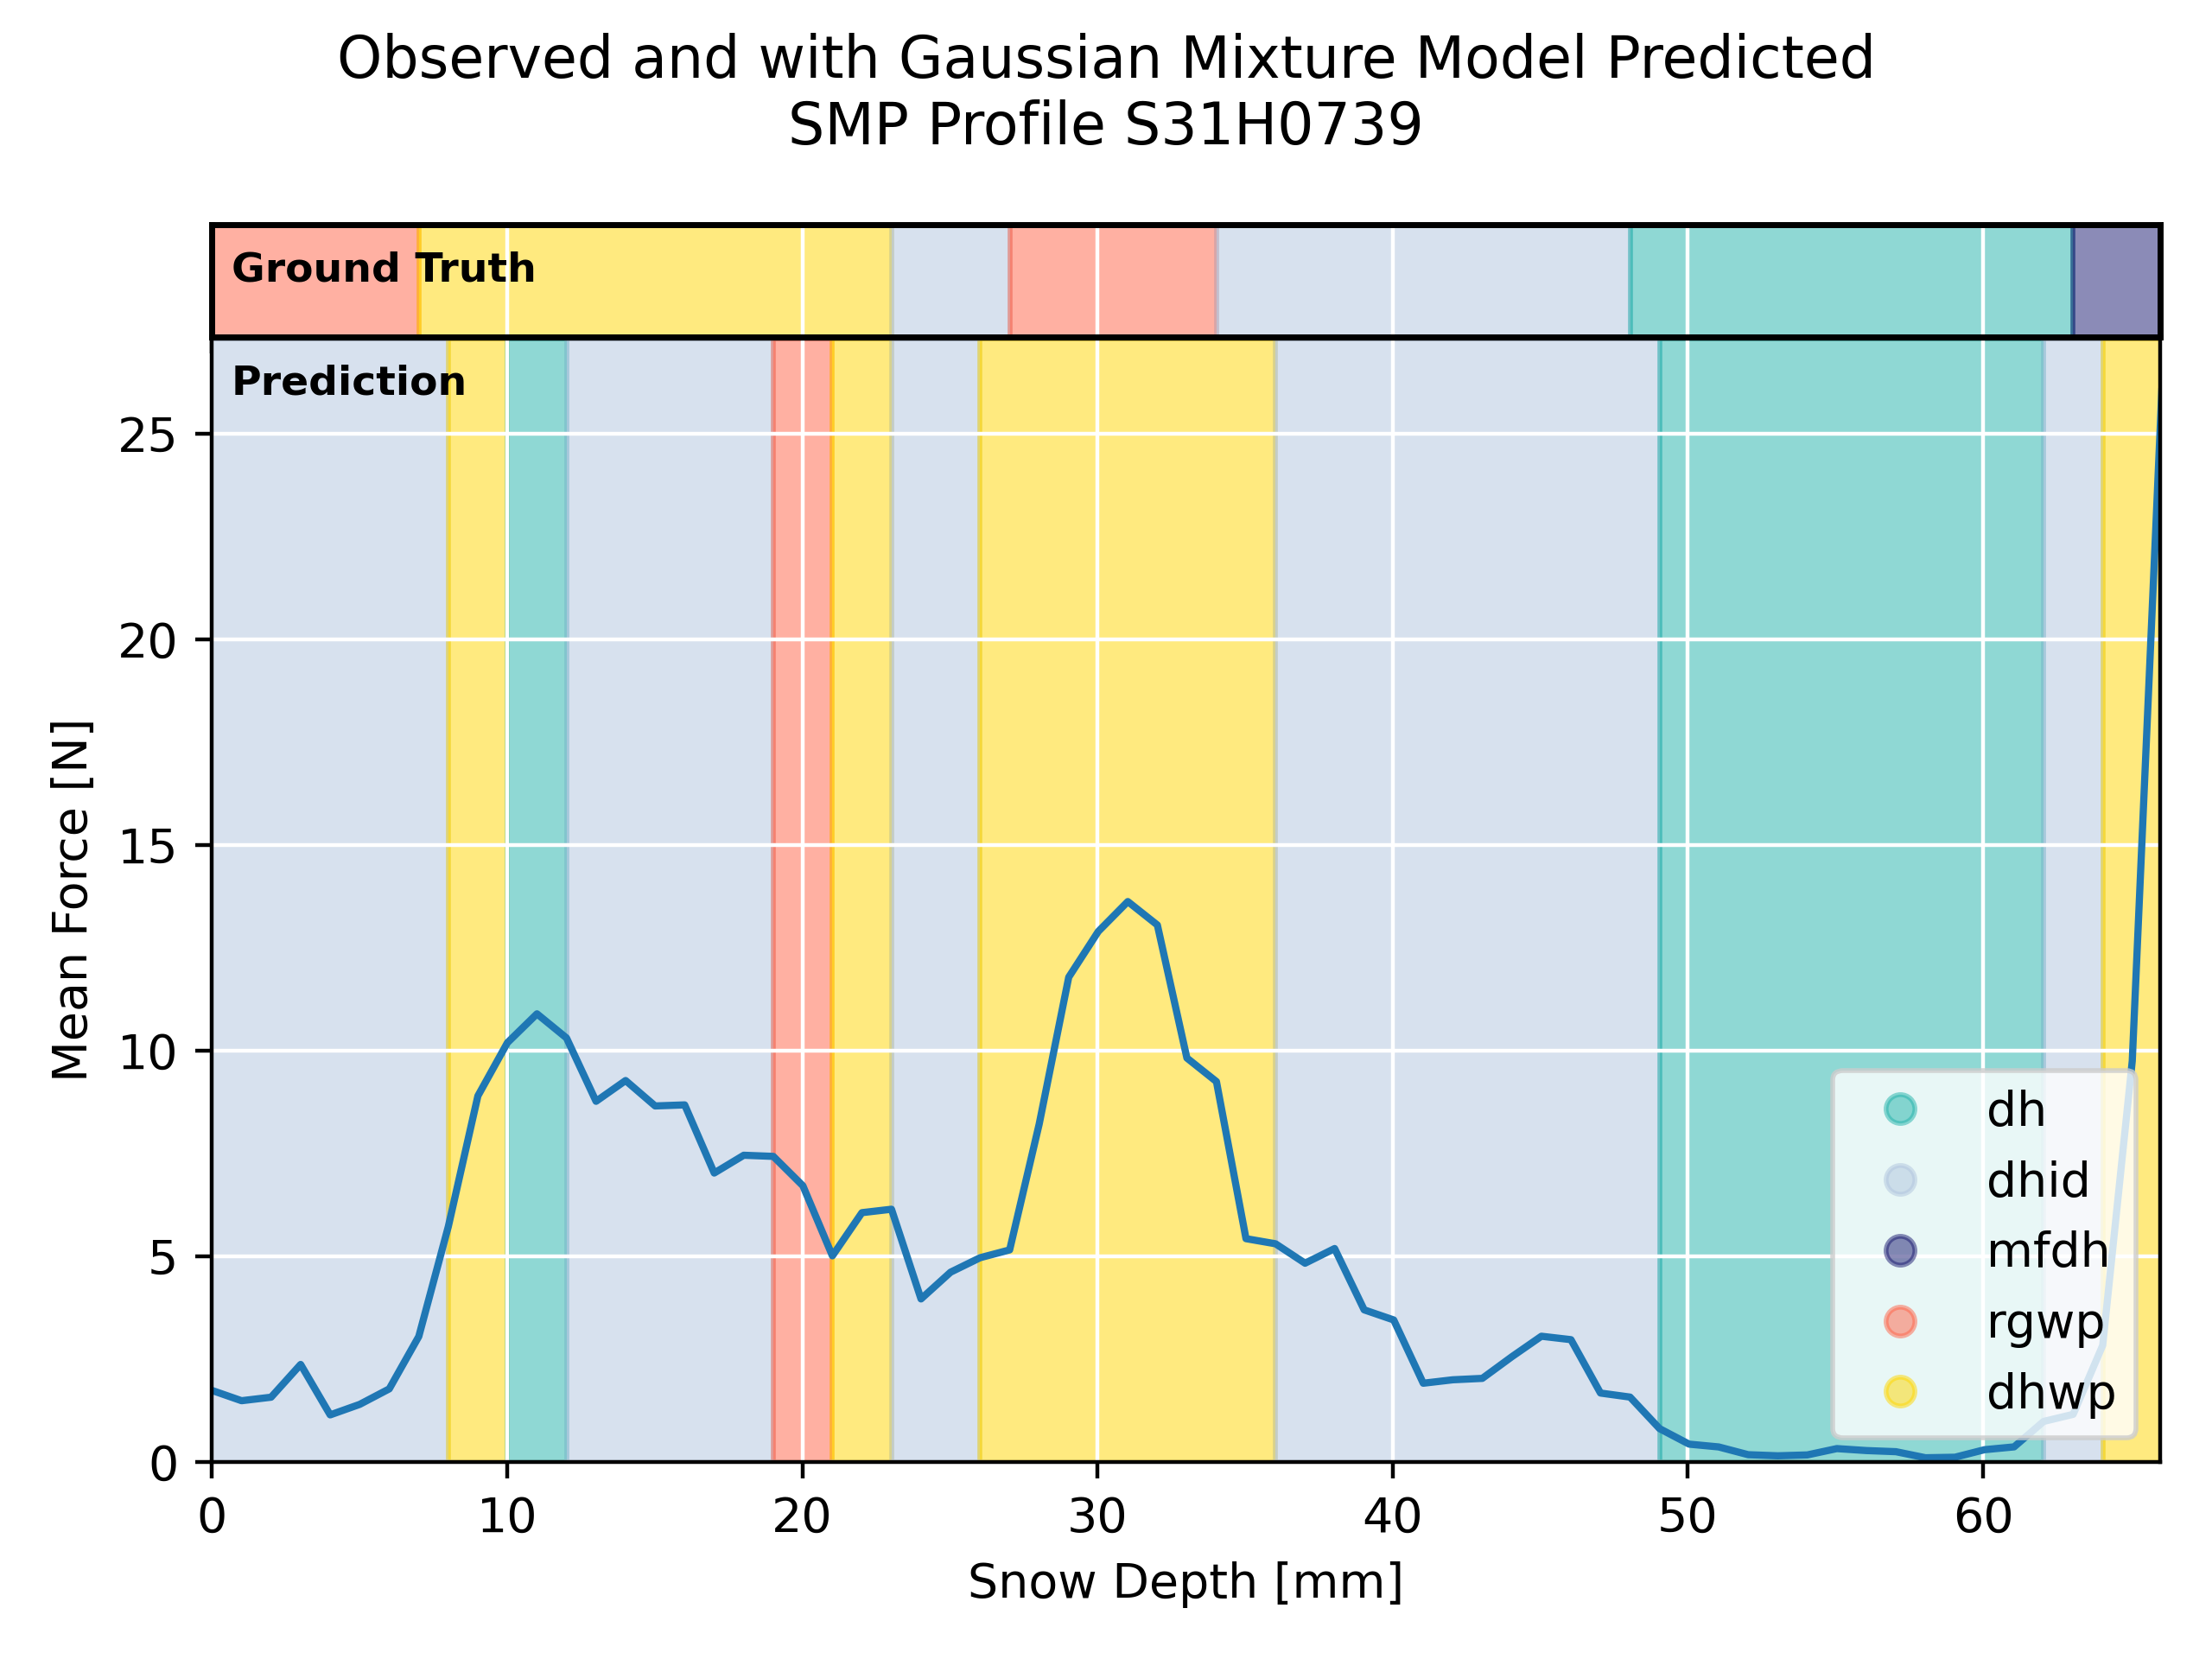 Observed and with Gaussian Mixture Model Predicted
SMP Profile S31H0739
Ground Truth
Prediction
25
20
15
10
5
0
Mean Force [N]
dh
dhid
mfdh
rgwp
dhwp
0 10 20 30 40 50 60
Snow Depth [mm]